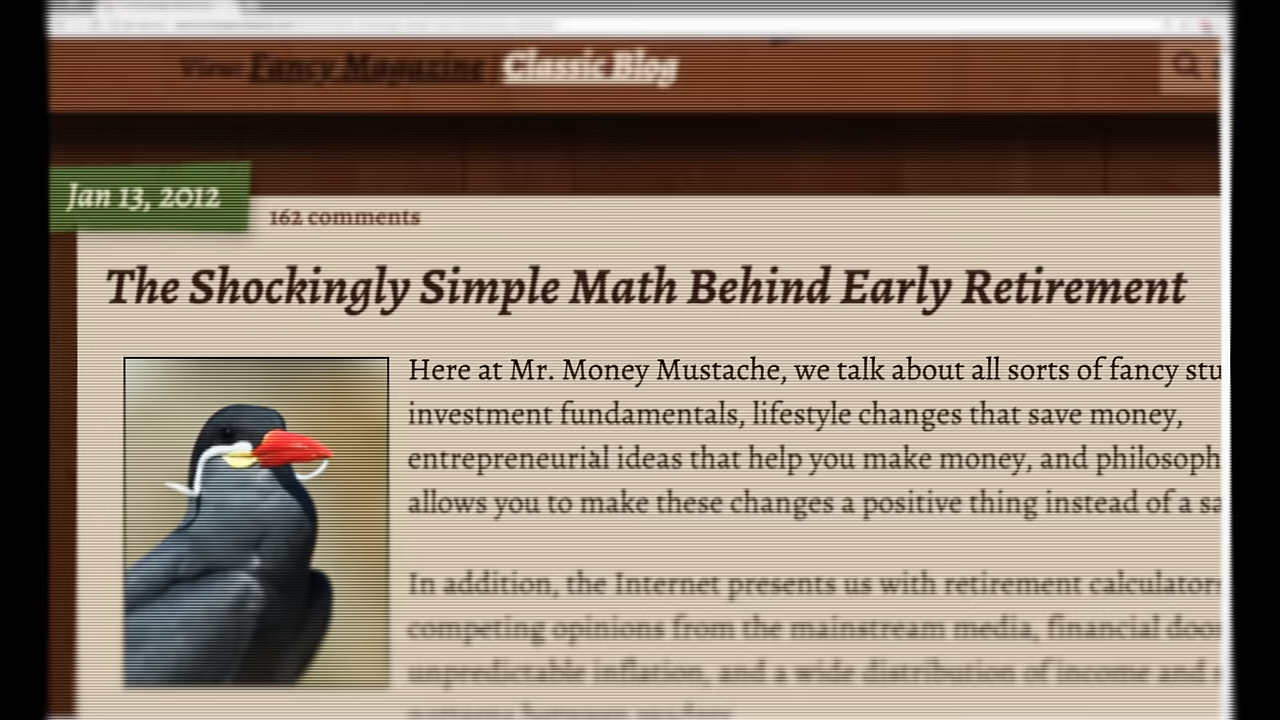 View: Fancy Magazine | Classic Blog
Jan 13, 2012
162 comments
The Shockingly Simple Math Behind Early Retirement
Here at Mr. Money Mustache, we talk about all sorts of fancy stu
investment fundamentals, lifestyle changes that save money,
entrepreneurial ideas that help you make money, and philosoph
allows you to make these changes a positive thing instead of a sa
In addition, the Internet presents us with retirement calculators
competing opinions from the mainstream media, financial doo
unpredictable inflation, and a wide distribution of income and